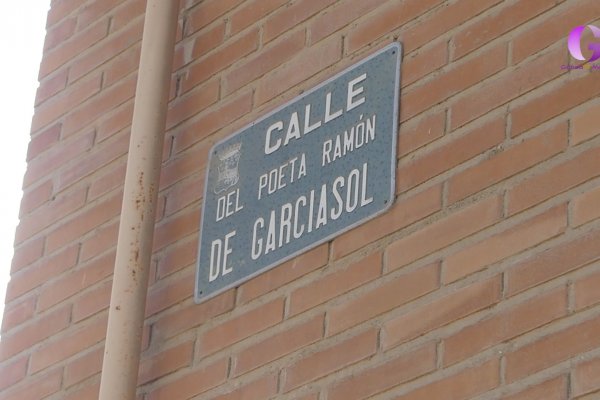 CALLE
DEL POETA RAMÓN
DE GARCIASOL